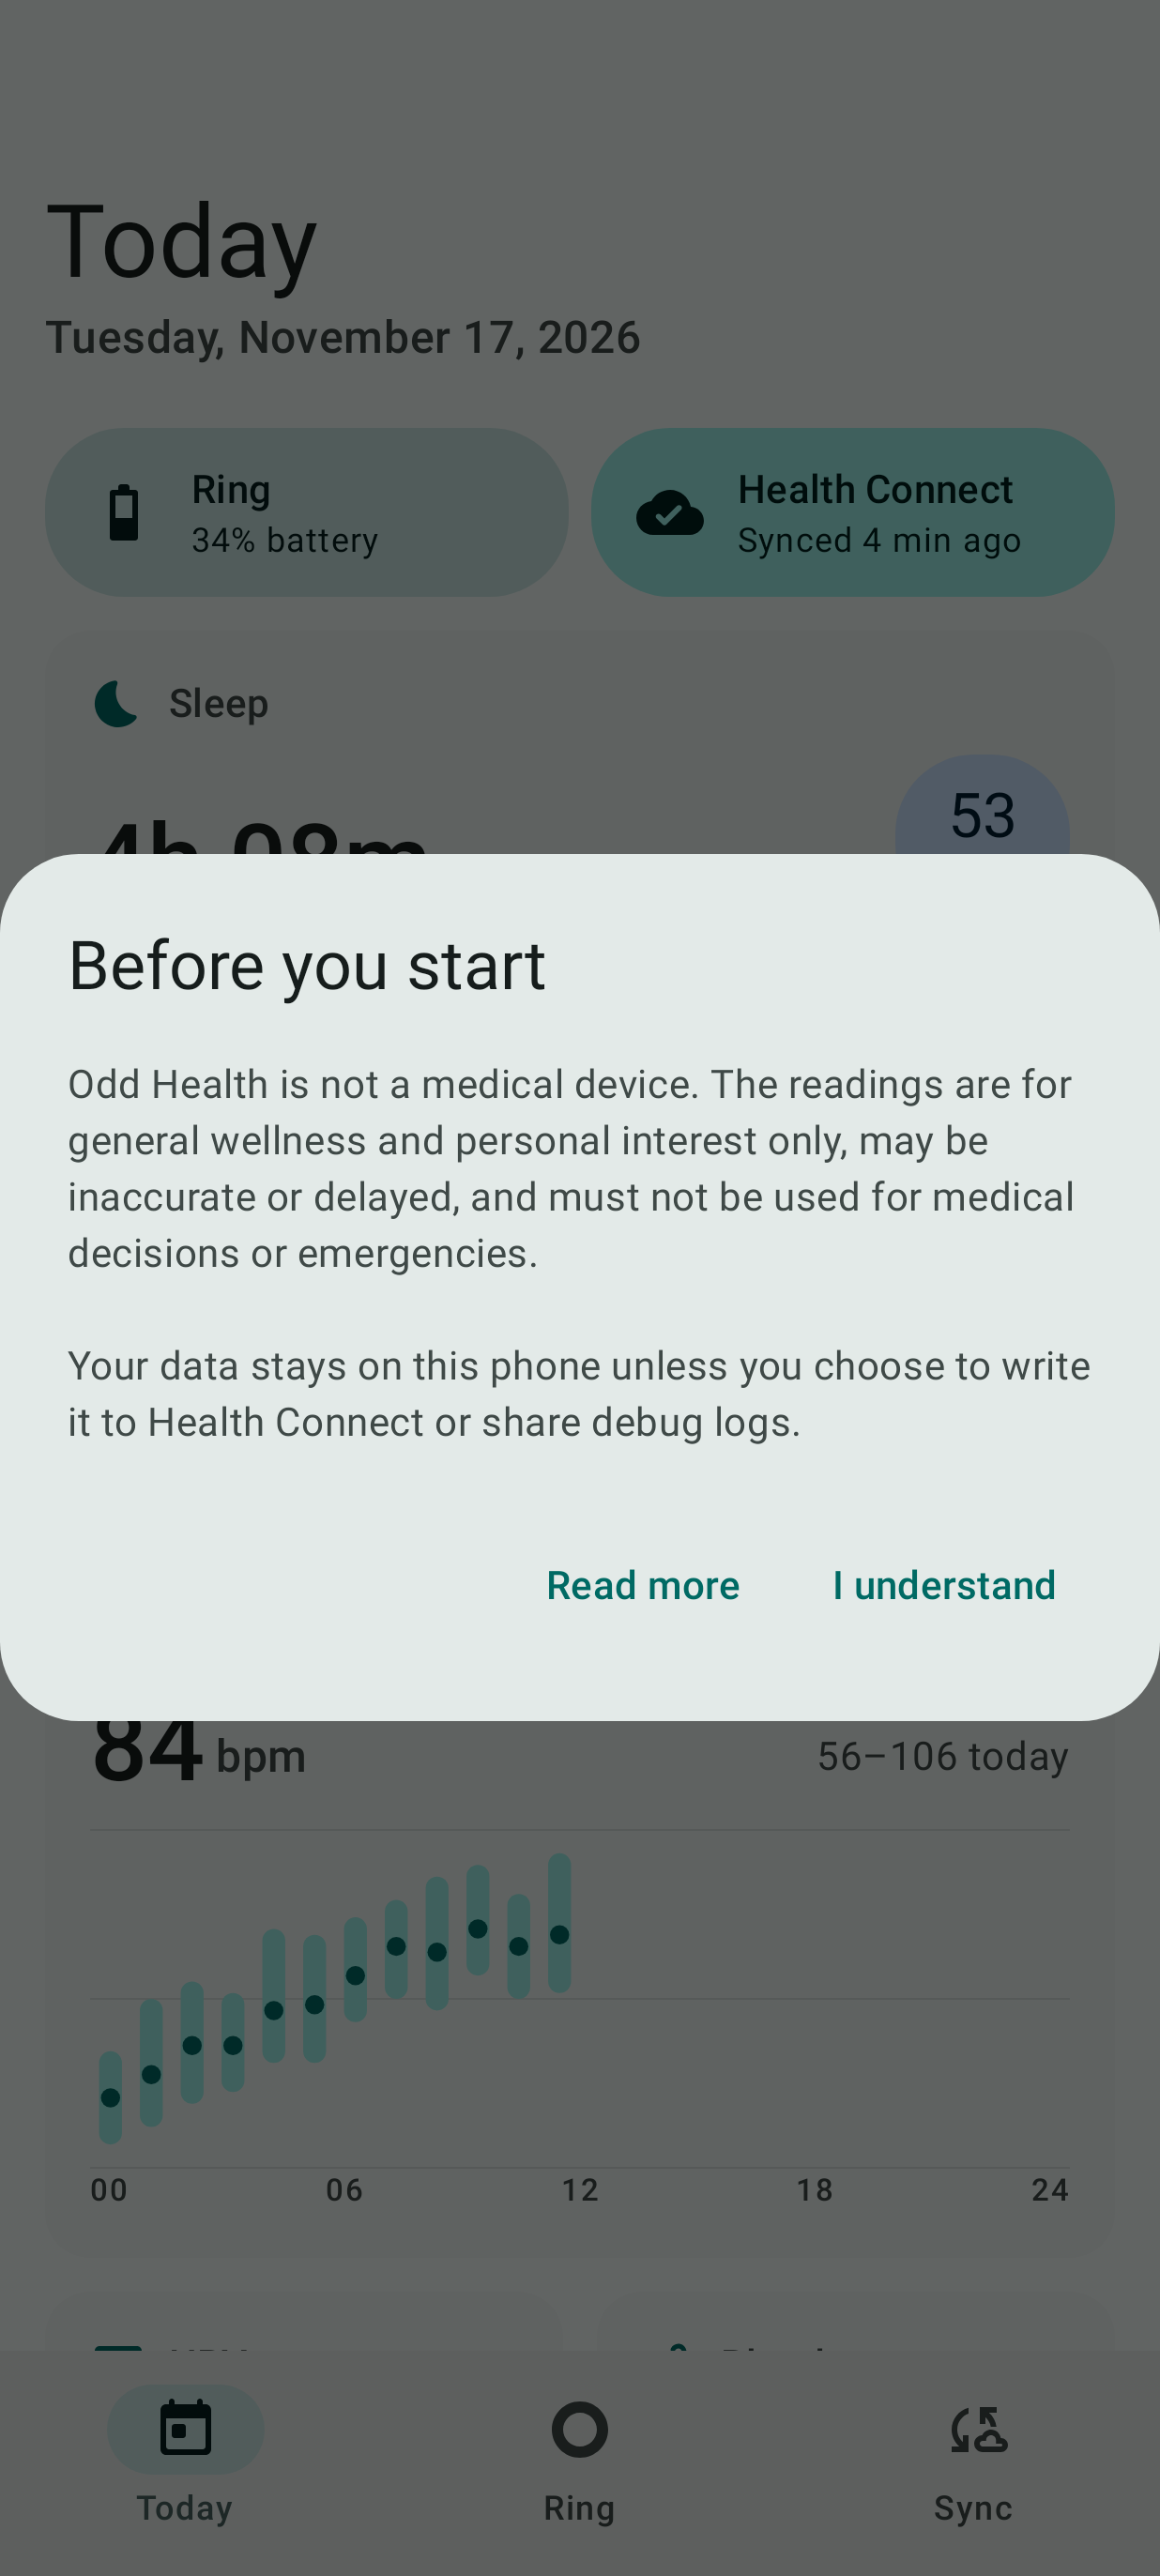 Today
Tuesday, November 17, 2026
Ring
34% battery
Health Connect
Synced 4 min ago
Sleep
53
4h 08m
Before you start
Odd Health is not a medical device. The readings are for
general wellness and personal interest only, may be
inaccurate or delayed, and must not be used for medical
decisions or emergencies.
Your data stays on this phone unless you choose to write
it to Health Connect or share debug logs.
Read more
I understand
84 bpm
56–106 today
00 06 12 18 24
Today
Ring
Sync